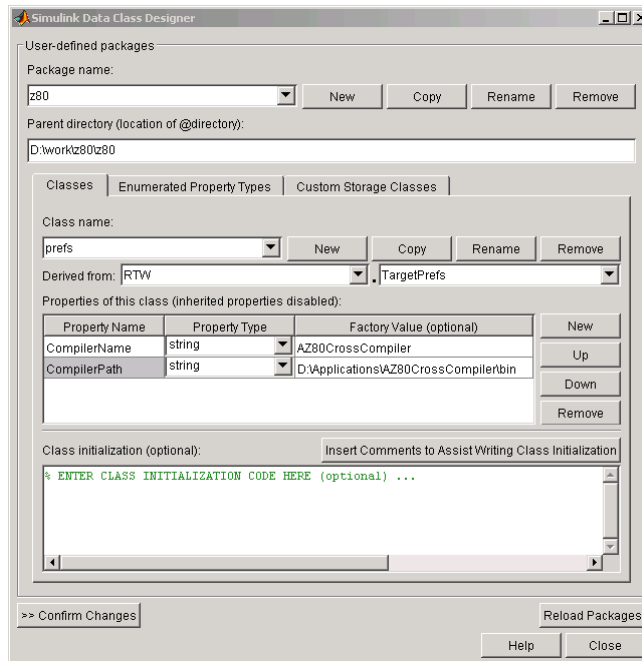 Simulink Data Class Designer
User-defined packages
Package name:
z80 New Copy Rename Remove
Parent directory (location of @directory):
D:\work\z80\z80
Classes Enumerated Property Types Custom Storage Classes
Class name:
prefs New Copy Rename Remove
Derived from: RTW . TargetPrefs
Properties of this class (inherited properties disabled):
Property Name Property Type Factory Value (optional) New
CompilerName string AZ80CrossCompiler
Up
CompilerPath string D:\Applications\AZ80CrossCompiler\bin
Down
Remove
Class initialization (optional): Insert Comments to Assist Writing Class Initialization
% ENTER CLASS INITIALIZATION CODE HERE (optional) ...
>> Confirm Changes Reload Packages
Help Close